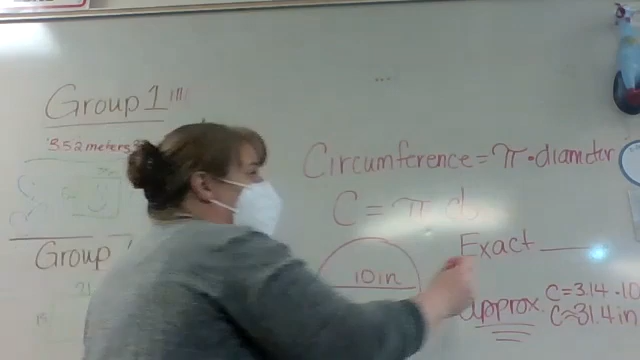 Group 1
3.52 meters
Group
Circumference = π • diameter
C = π d
10 in
Exact
approx.
C = 3.14 • 10
C ≈ 31.4 in